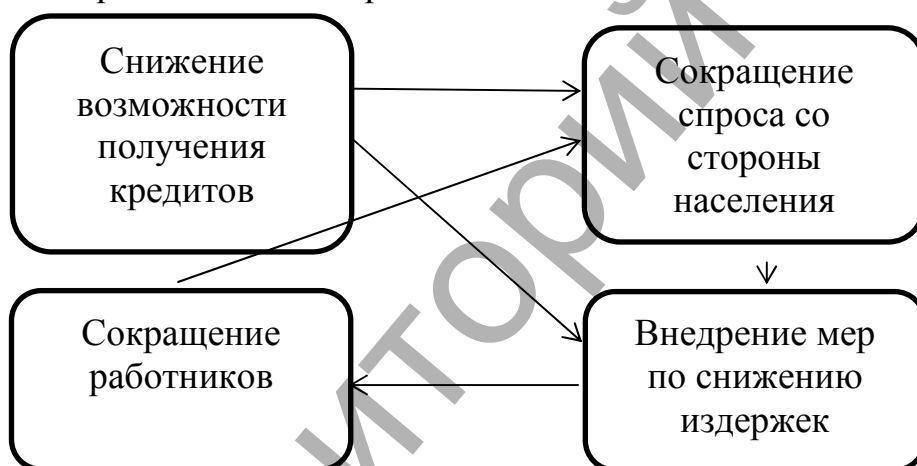 Снижение
возможности
получения
кредитов
Сокращение
спроса со
стороны
населения
Сокращение
работников
Внедрение мер
по снижению
издержек